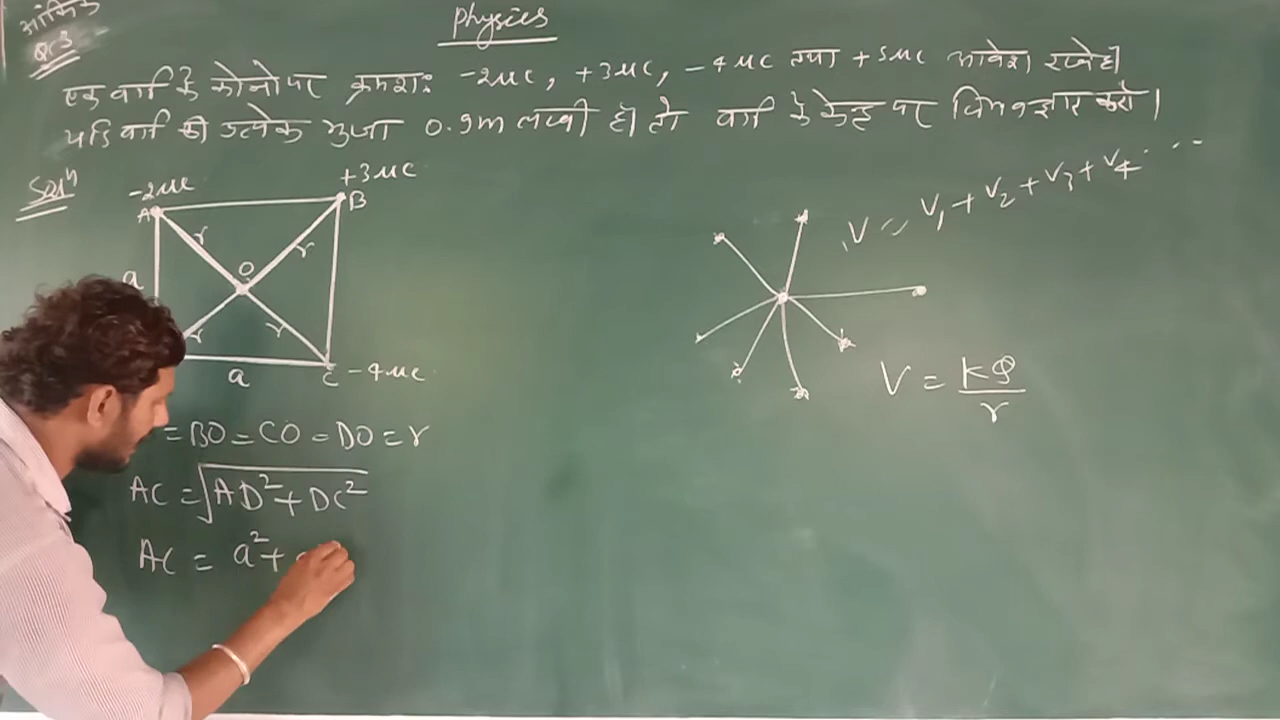 आंकिक
Q.3
Physics
एक वर्ग के कोनो पर क्रमशः -2μc, +3μc, -4μc तथा +5μc आवेश रखे है।
यदि वर्ग की प्रत्येक भुजा 0.9m लम्बी है। तो वर्ग के केन्द्र पर विभव ज्ञात करो।
Solⁿ
-2μc
+3μc
A
B
r
r
O
a
r
r
a
C -4μc
= BO = CO = DO = r
AC = √AD² + DC²
AC = a² +
V = V₁ + V₂ + V₃ + V₄ . . . .
V = kQ/r